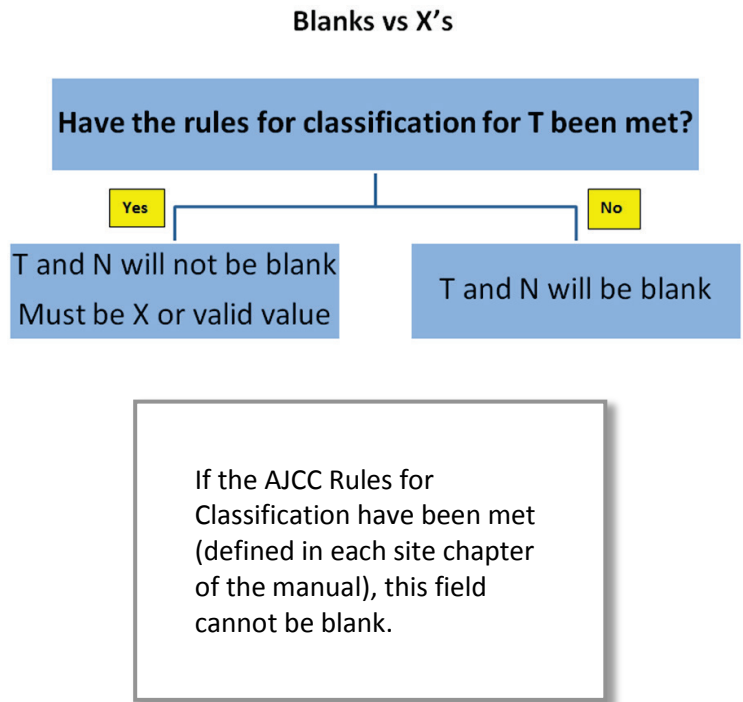 Blanks vs X’s
Have the rules for classification for T been met?
Yes
No
T and N will not be blank
Must be X or valid value
T and N will be blank
If the AJCC Rules for
Classification have been met
(defined in each site chapter
of the manual), this field
cannot be blank.